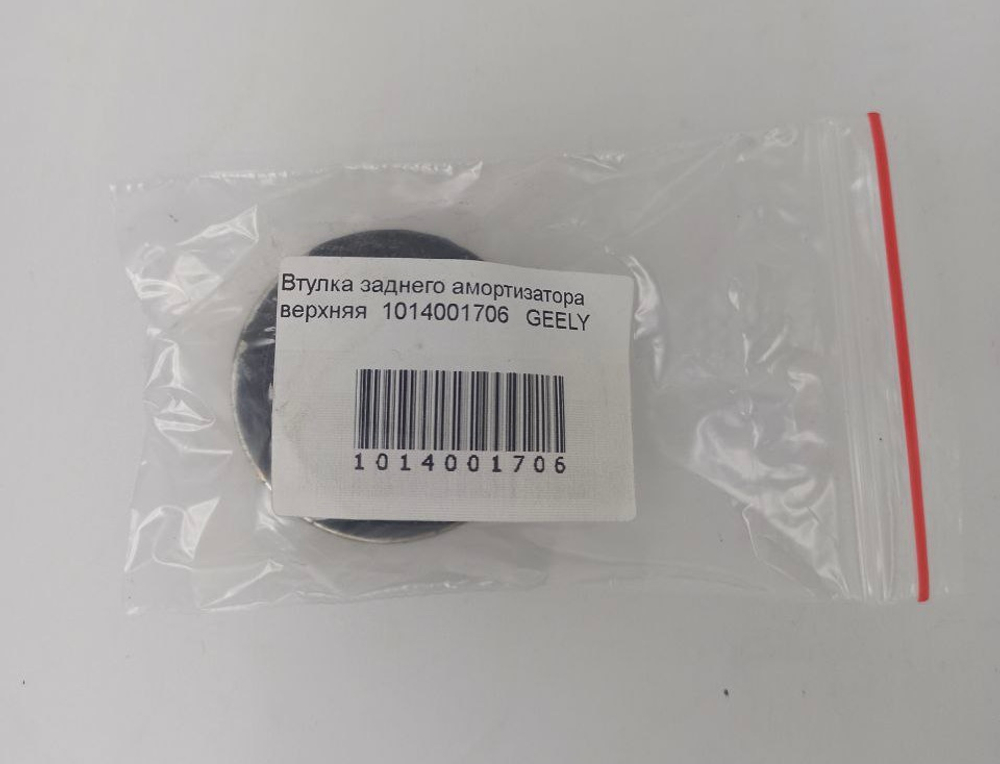 Втулка заднего амортизатора
верхняя 1014001706 GEELY
1014001706